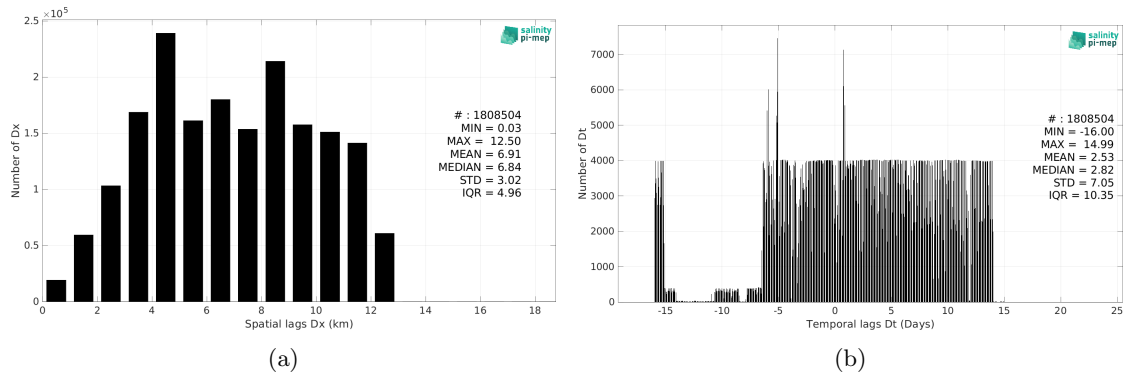 ×10^5
2.5
2
1.5
1
0.5
0
Number of Dx
0 2 4 6 8 10 12 14 16 18
Spatial lags Dx (km)
salinity
pi-mep
# : 1808504
MIN = 0.03
MAX = 12.50
MEAN = 6.91
MEDIAN = 6.84
STD = 3.02
IQR = 4.96
(a)
7000
6000
5000
4000
3000
2000
1000
0
Number of Dt
-15 -10 -5 0 5 10 15 20 25
Temporal lags Dt (Days)
salinity
pi-mep
# : 1808504
MIN = -16.00
MAX = 14.99
MEAN = 2.53
MEDIAN = 2.82
STD = 7.05
IQR = 10.35
(b)